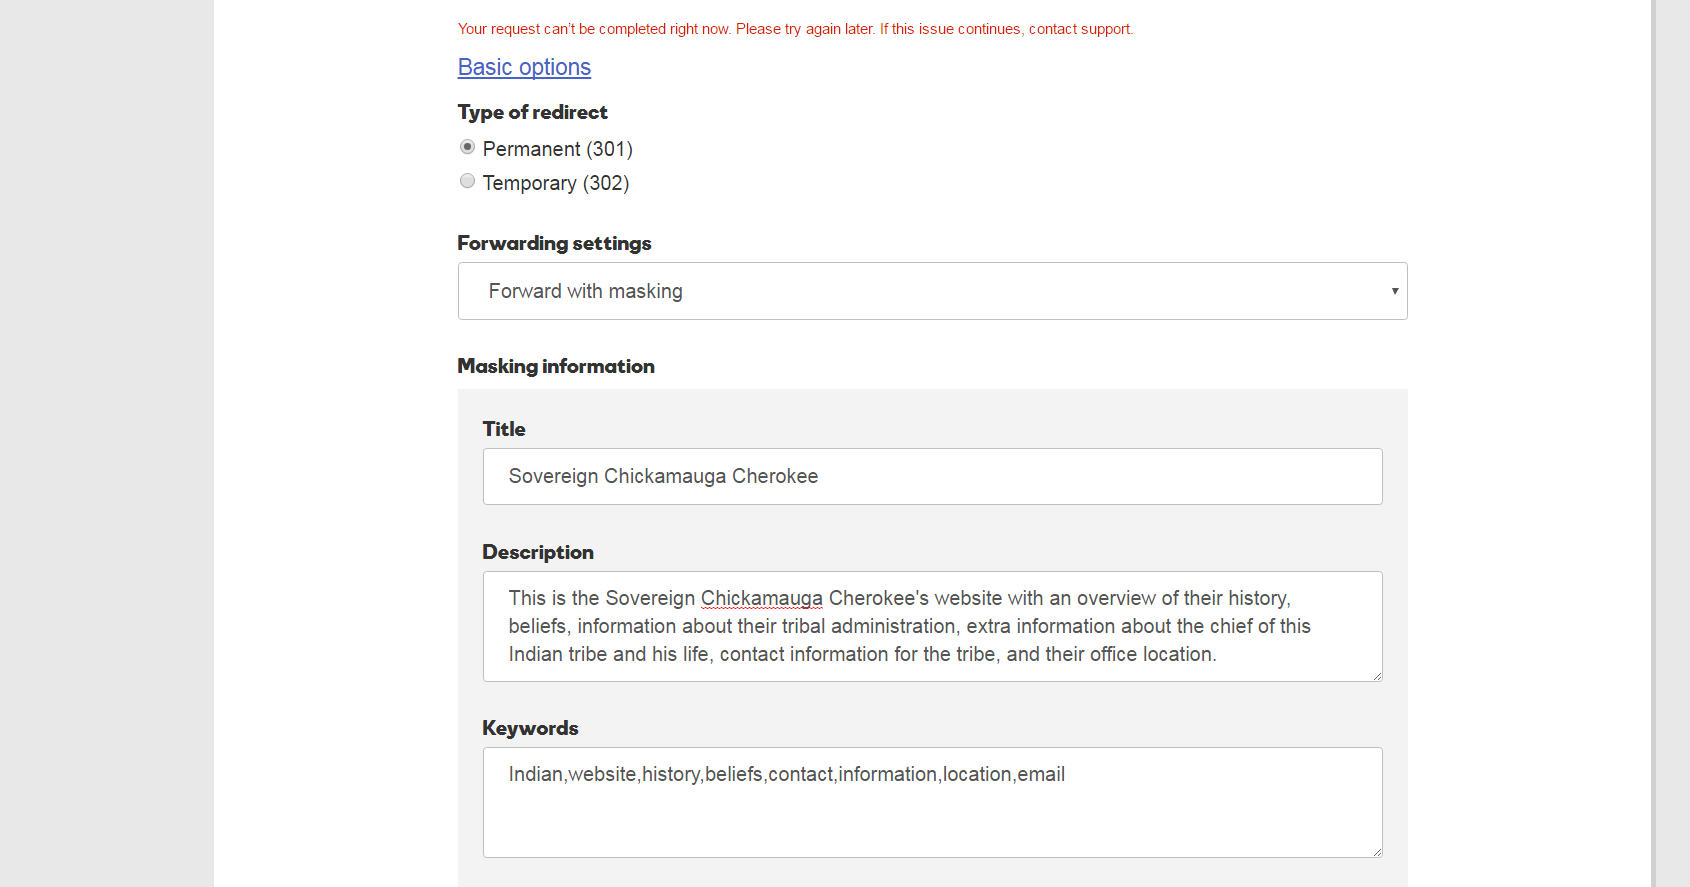 Your request can't be completed right now. Please try again later. If this issue continues, contact support.
Basic options
Type of redirect
Permanent (301)
Temporary (302)
Forwarding settings
Forward with masking
Masking information
Title
Sovereign Chickamauga Cherokee
Description
This is the Sovereign Chickamauga Cherokee's website with an overview of their history,
beliefs, information about their tribal administration, extra information about the chief of this
Indian tribe and his life, contact information for the tribe, and their office location.
Keywords
Indian,website,history,beliefs,contact,information,location,email